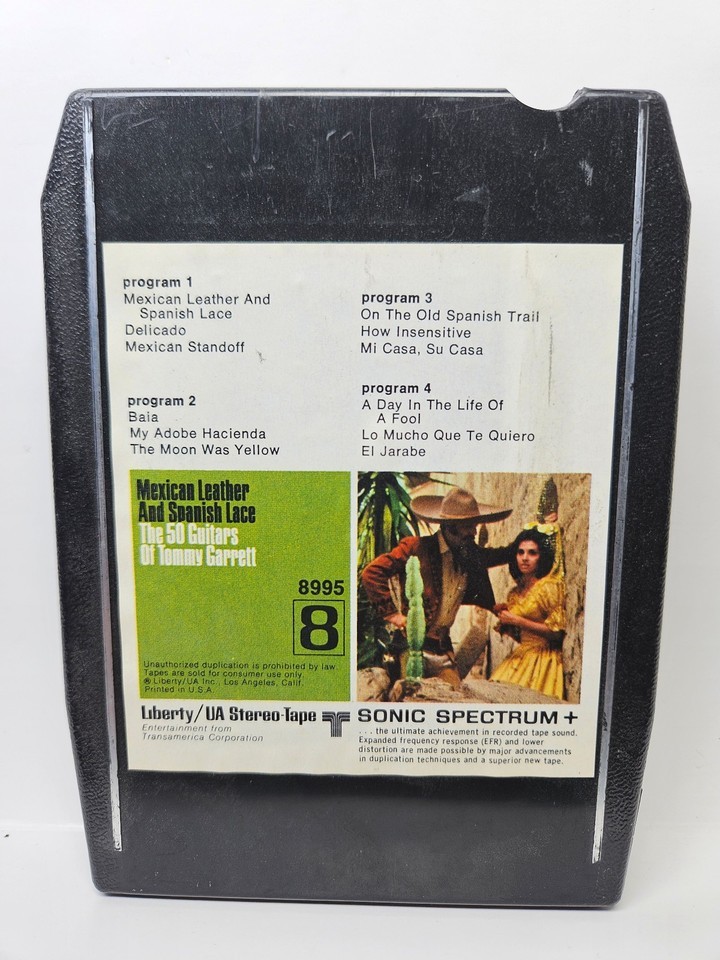 program 1
Mexican Leather And
Spanish Lace
Delicado
Mexican Standoff
program 2
Baia
My Adobe Hacienda
The Moon Was Yellow
program 3
On The Old Spanish Trail
How Insensitive
Mi Casa, Su Casa
program 4
A Day In The Life Of
A Fool
Lo Mucho Que Te Quiero
El Jarabe
Mexican Leather
And Spanish Lace
The 50 Guitars
Of Tommy Garrett
8995
8
Unauthorized duplication is prohibited by law.
Tapes are sold for consumer use only.
℗ Liberty/UA Inc., Los Angeles, Calif.
Printed in U.S.A.
Liberty/UA Stereo-Tape
Entertainment from
Transamerica Corporation
SONIC SPECTRUM+
. . . the ultimate achievement in recorded tape sound.
Expanded frequency response (EFR) and lower
distortion are made possible by major advancements
in duplication techniques and a superior new tape.